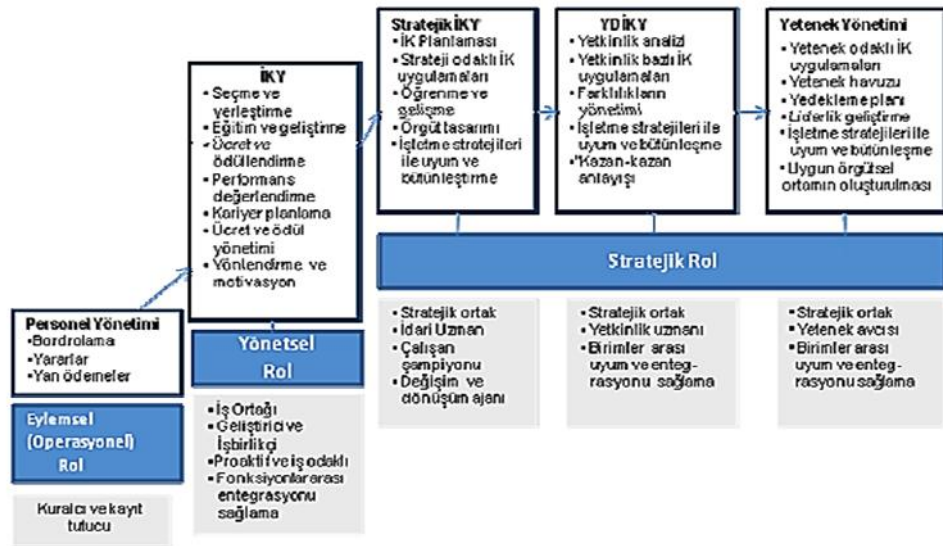 Stratejik İKY
• İK Planlaması
• Strateji odaklı İK
uygulamaları
• Öğrenme ve
gelişme
• Örgüt tasarımı
• İşletme stratejileri
ile uyum ve
bütünleştirme
YDİKY
• Yetkinlik analizi
• Yetkinlik bazlı İK
uygulamaları
• Farklılıkların
yönetimi
• İşletme stratejileri ile
uyum ve bütünleşme
• "Kazan-kazan
anlayışı
Yetenek Yönetimi
• Yetenek odaklı İK
uygulamaları
• Yetenek havuzu
• Yedekleme planı
• Liderlik geliştirme
• İşletme stratejileri ile
uyum ve bütünleşme
• Uygun örgütsel
ortamın oluşturulması
İKY
• Seçme ve
yerleştirme
• Eğitim ve geliştirme
• Ücret ve
ödüllendirme
• Performans
değerlendirme
• Kariyer planlama
• Ücret ve ödül
yönetimi
• Yönlendirme ve
motivasyon
Stratejik Rol
Personel Yönetimi
• Bordrolama
• Yararlar
• Yan ödemeler
Yönetsel
Rol
• Stratejik ortak
• İdari Uzman
• Çalışan
şampiyonu
• Değişim ve
dönüşüm ajanı
• Stratejik ortak
• Yetkinlik uzmanı
• Birimler arası
uyum ve enteg-
rasyonu sağlama
• Stratejik ortak
• Yetenek avcısı
• Birimler arası
uyum ve enteg-
rasyonu sağlama
Eylemsel
(Operasyonel)
Rol
• İş Ortağı
• Geliştirici ve
İşbirlikçi
• Proaktif ve iş odaklı
• Fonksiyonlararası
entegrasyonu
sağlama
Kuralcı ve kayıt
tutucu